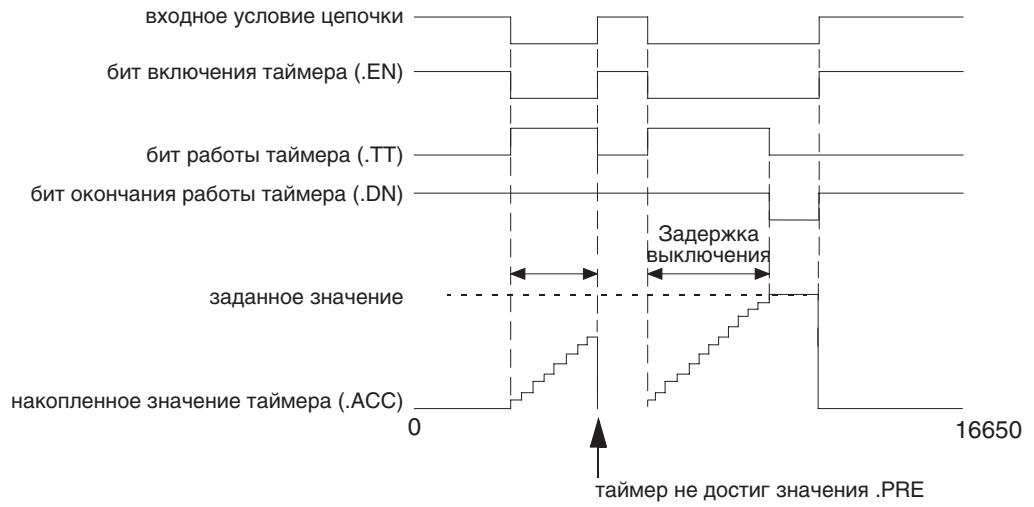 входное условие цепочки
бит включения таймера (.EN)
бит работы таймера (.TT)
бит окончания работы таймера (.DN)
Задержка
выключения
заданное значение
накопленное значение таймера (.ACC)
0
16650
таймер не достиг значения .PRE